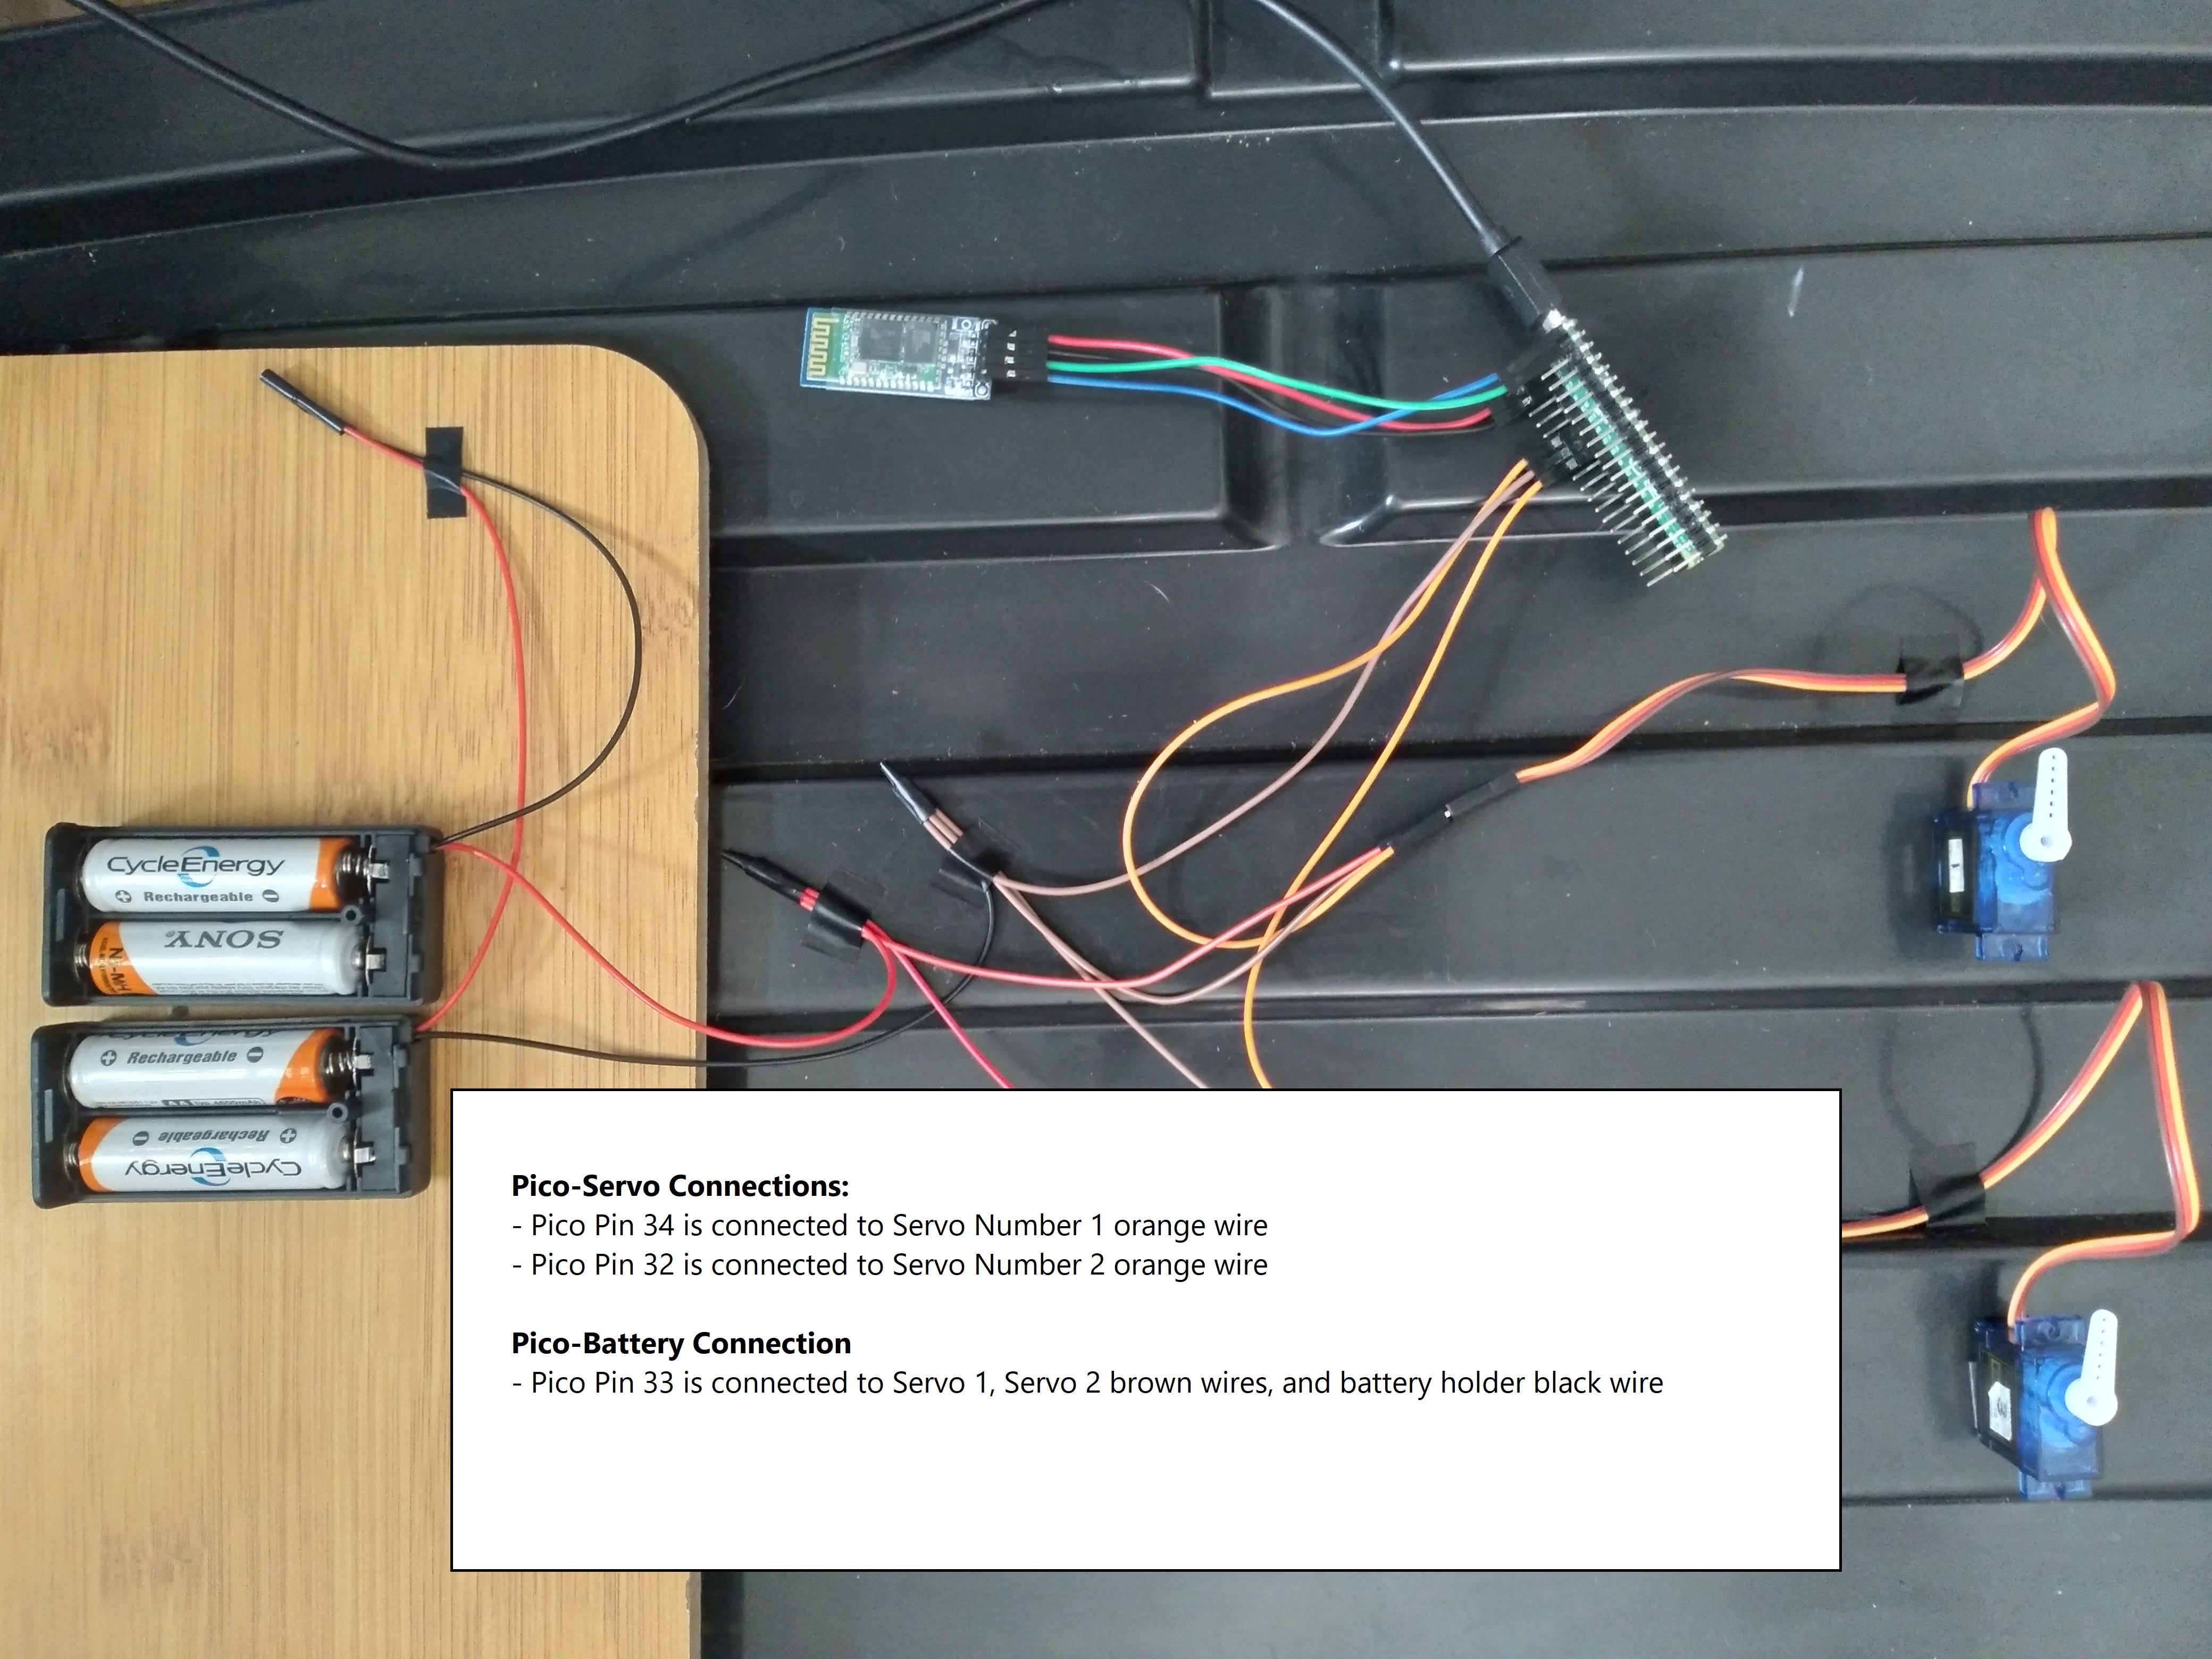 CycleEnergy
Rechargeable
SONY
Ni-MH
Rechargeable
Rechargeable
CycleEnergy
Pico-Servo Connections:
- Pico Pin 34 is connected to Servo Number 1 orange wire
- Pico Pin 32 is connected to Servo Number 2 orange wire
Pico-Battery Connection
- Pico Pin 33 is connected to Servo 1, Servo 2 brown wires, and battery holder black wire